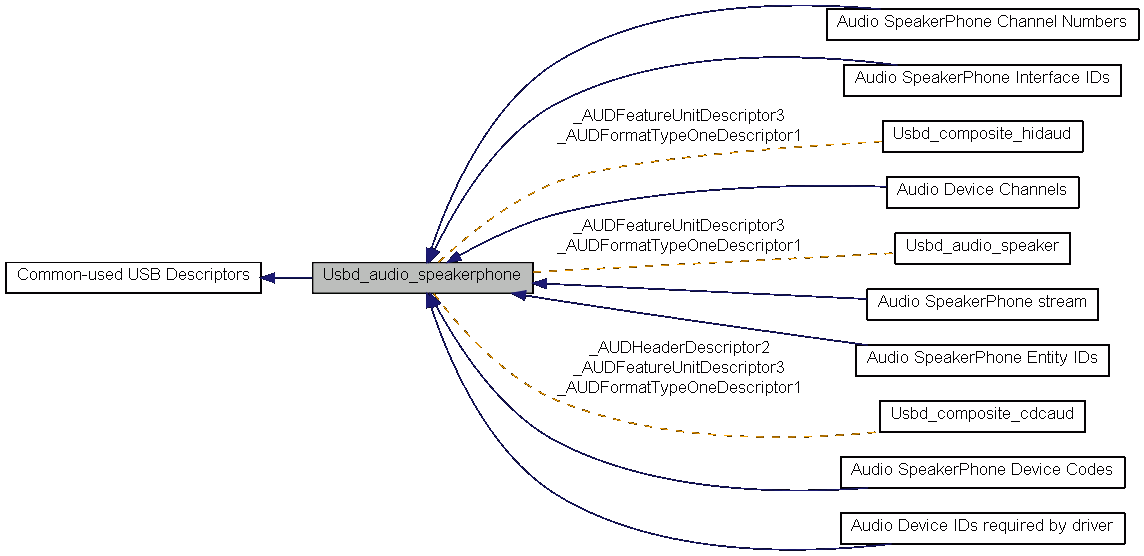 Audio SpeakerPhone Channel Numbers
Audio SpeakerPhone Interface IDs
_AUDFeatureUnitDescriptor3
_AUDFormatTypeOneDescriptor1
Usbd_composite_hidaud
Audio Device Channels
_AUDFeatureUnitDescriptor3
_AUDFormatTypeOneDescriptor1
Usbd_audio_speaker
Common-used USB Descriptors
Usbd_audio_speakerphone
Audio SpeakerPhone stream
Audio SpeakerPhone Entity IDs
_AUDHeaderDescriptor2
_AUDFeatureUnitDescriptor3
_AUDFormatTypeOneDescriptor1
Usbd_composite_cdcaud
Audio SpeakerPhone Device Codes
Audio Device IDs required by driver